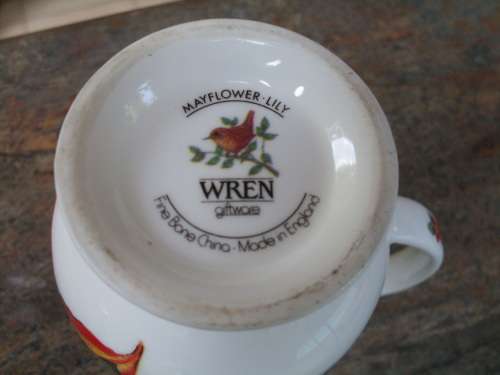 MAYFLOWER · LILY
WREN
giftware
Fine Bone China · Made in England